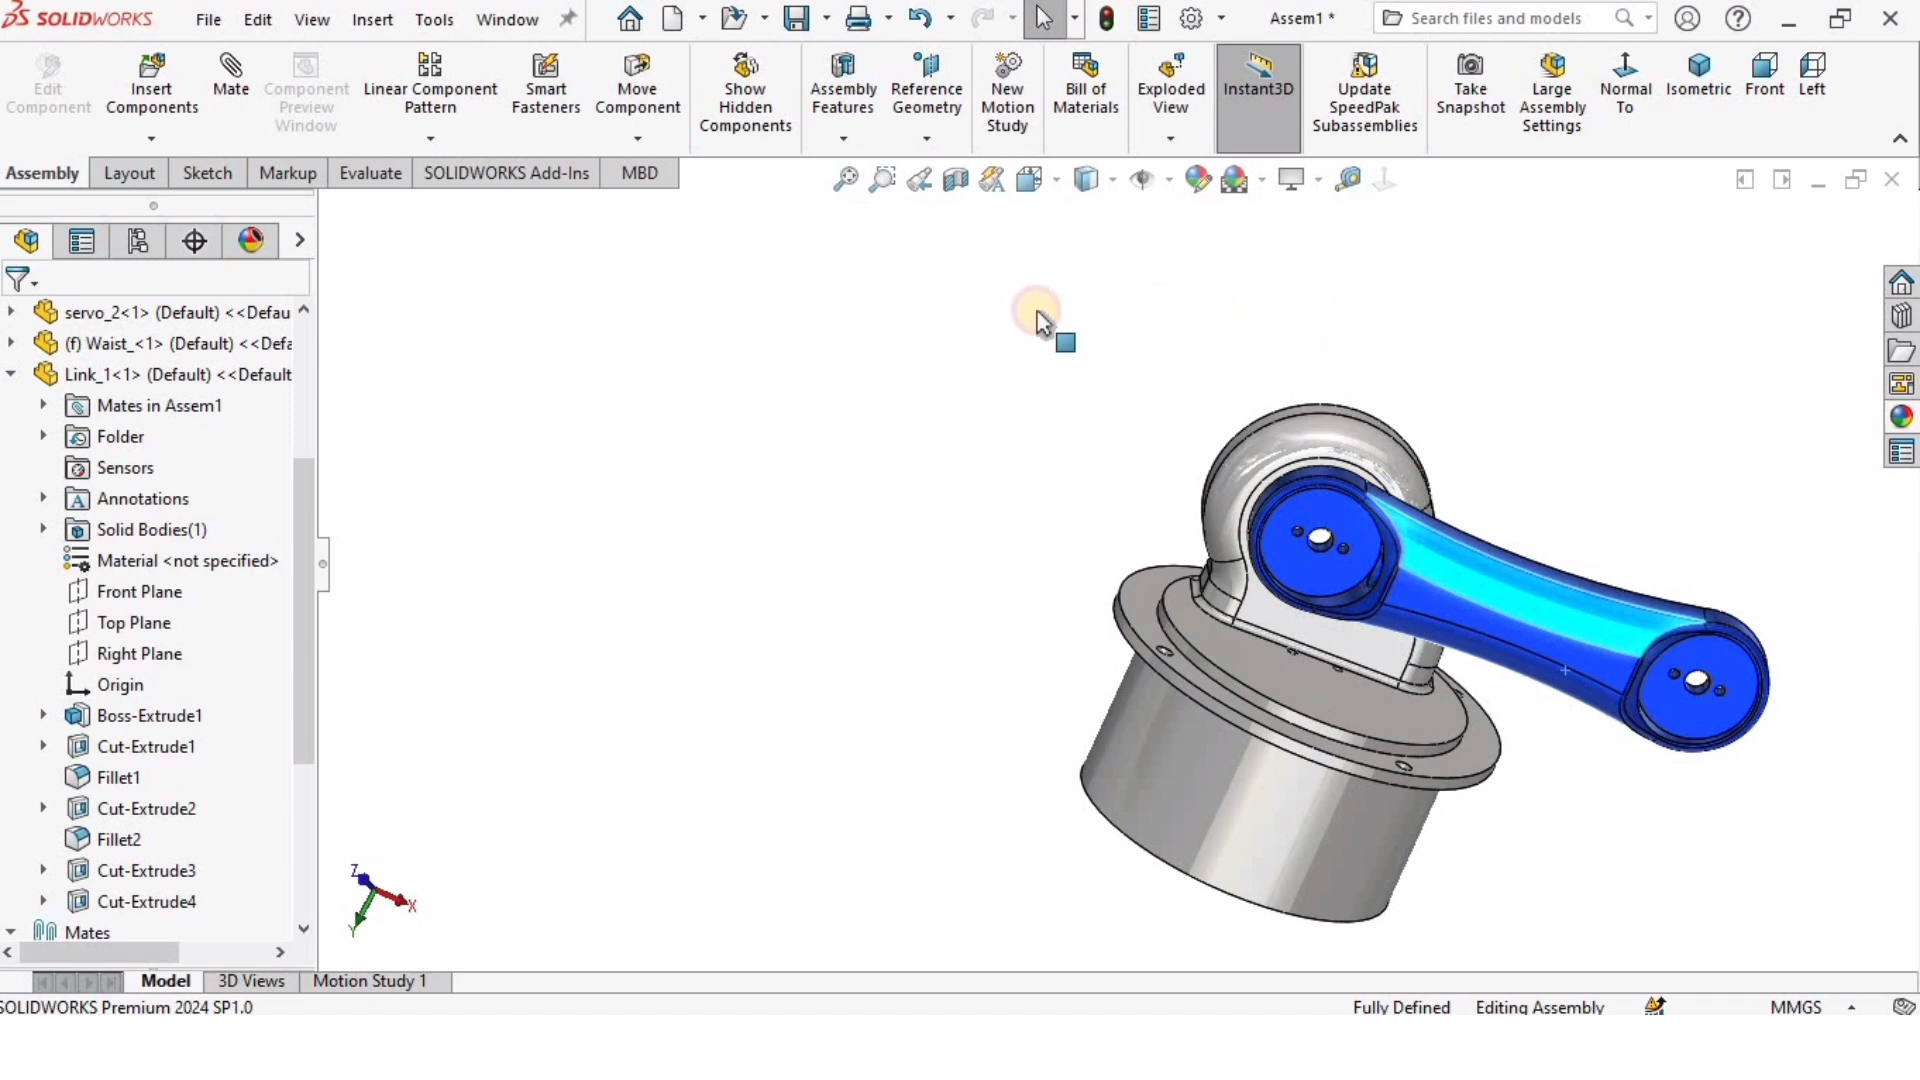 SOLIDWORKS
File Edit View Insert Tools Window
Assem1 *
Search files and models
Edit Component
Insert Components
Mate
Component Preview Window
Linear Component Pattern
Smart Fasteners
Move Component
Show Hidden Components
Assembly Features
Reference Geometry
New Motion Study
Bill of Materials
Exploded View
Instant3D
Update SpeedPak Subassemblies
Take Snapshot
Large Assembly Settings
Normal To
Isometric
Front
Left
Assembly Layout Sketch Markup Evaluate SOLIDWORKS Add-Ins MBD
servo_2<1> (Default) <<Defau
(f) Waist_<1> (Default) <<Defa
Link_1<1> (Default) <<Default
Mates in Assem1
Folder
Sensors
Annotations
Solid Bodies(1)
Material <not specified>
Front Plane
Top Plane
Right Plane
Origin
Boss-Extrude1
Cut-Extrude1
Fillet1
Cut-Extrude2
Fillet2
Cut-Extrude3
Cut-Extrude4
Mates
Z
X
Y
Model 3D Views Motion Study 1
SOLIDWORKS Premium 2024 SP1.0
Fully Defined Editing Assembly MMGS